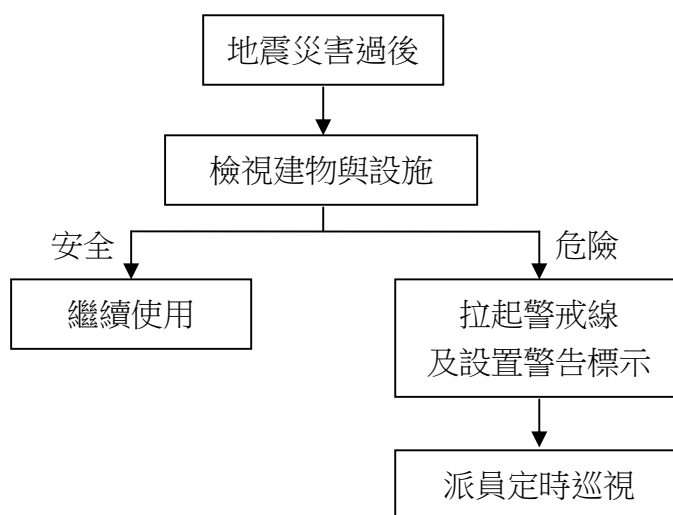 地震災害過後
檢視建物與設施
安全
危險
繼續使用
拉起警戒線
及設置警告標示
派員定時巡視